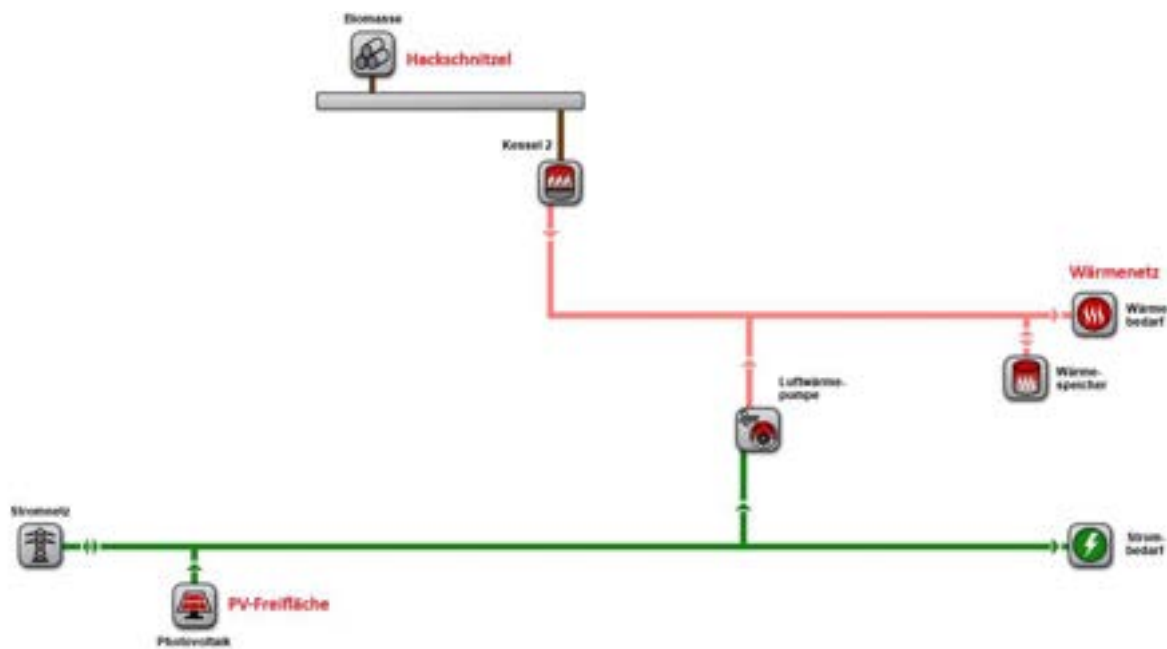 Biomasse
Hackschnitzel
Kessel 2
Wärmenetz
Wärme
bedarf
Luftwärme-
pumpe
Wärme-
speicher
Stromnetz
Strom-
bedarf
PV-Freifläche
Photovoltaik